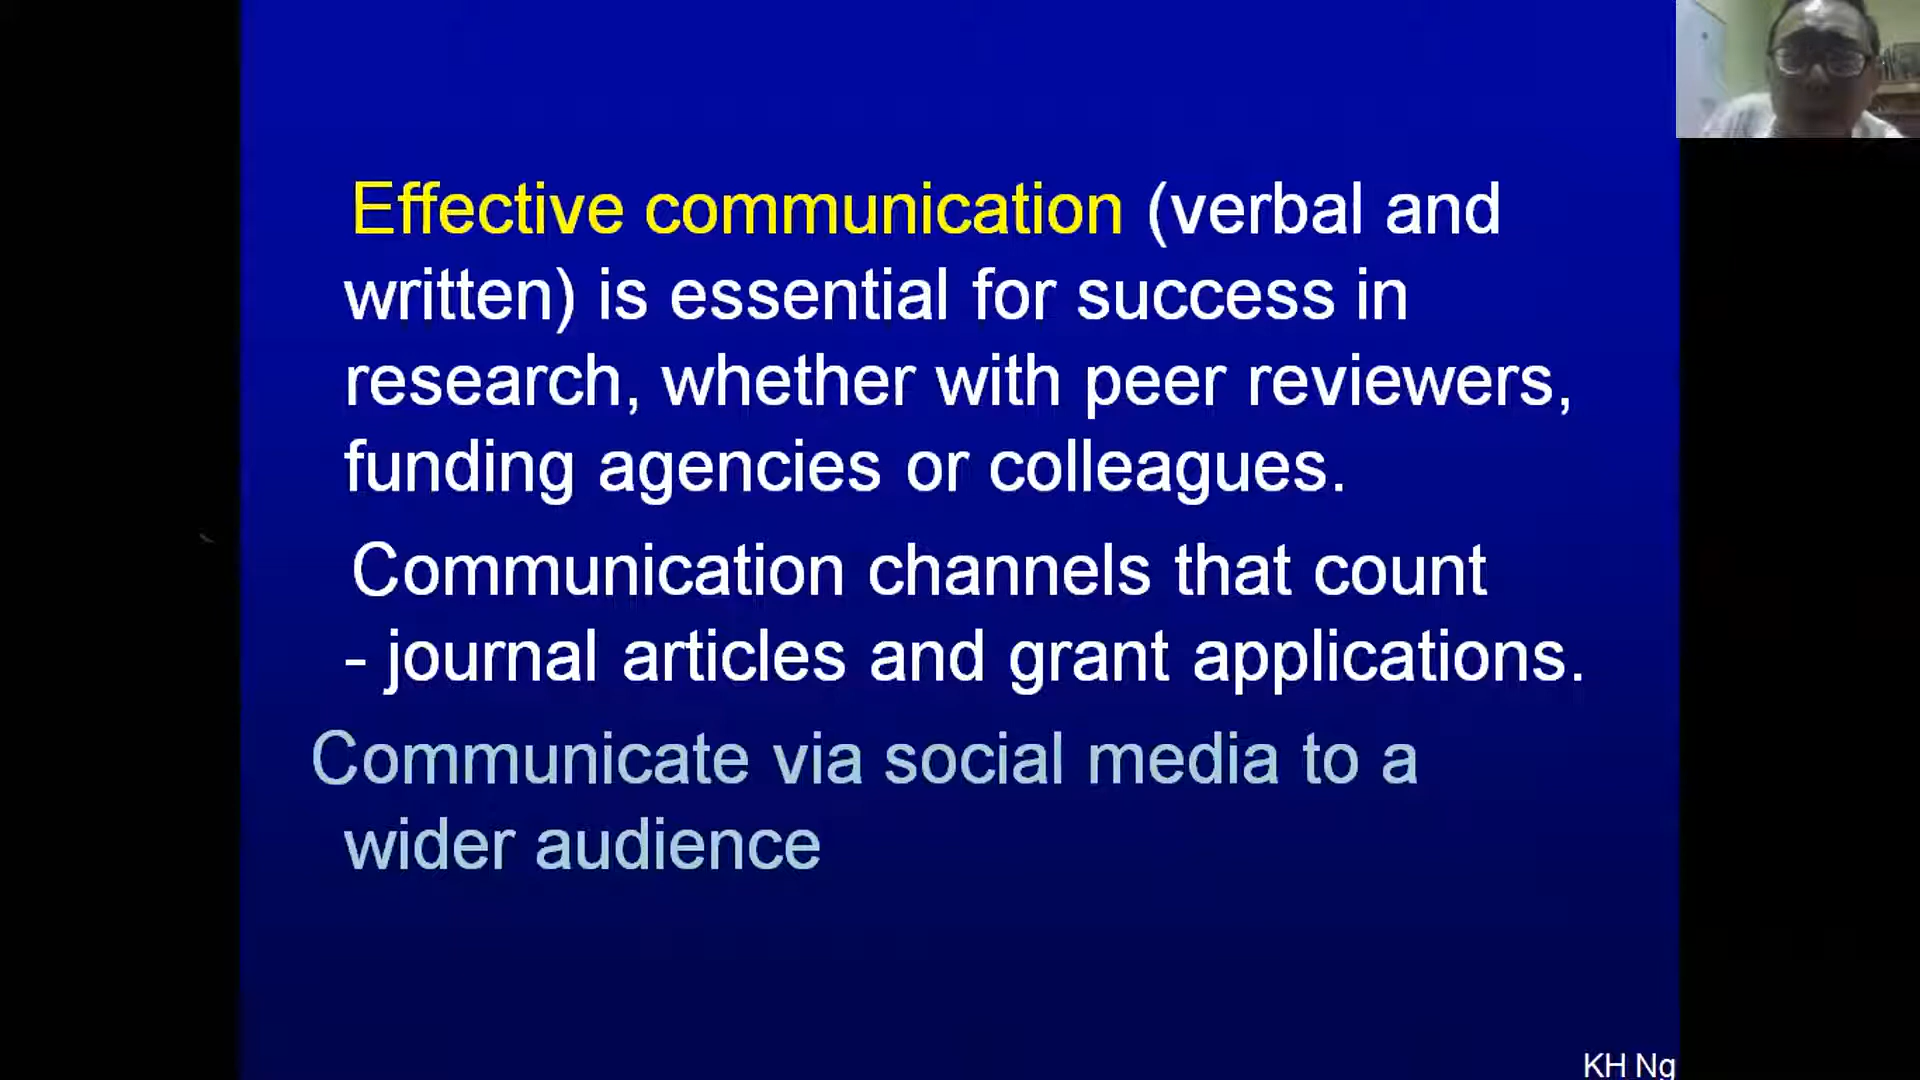 Effective communication (verbal and
written) is essential for success in
research, whether with peer reviewers,
funding agencies or colleagues.
Communication channels that count
- journal articles and grant applications.
Communicate via social media to a
wider audience
KH Ng